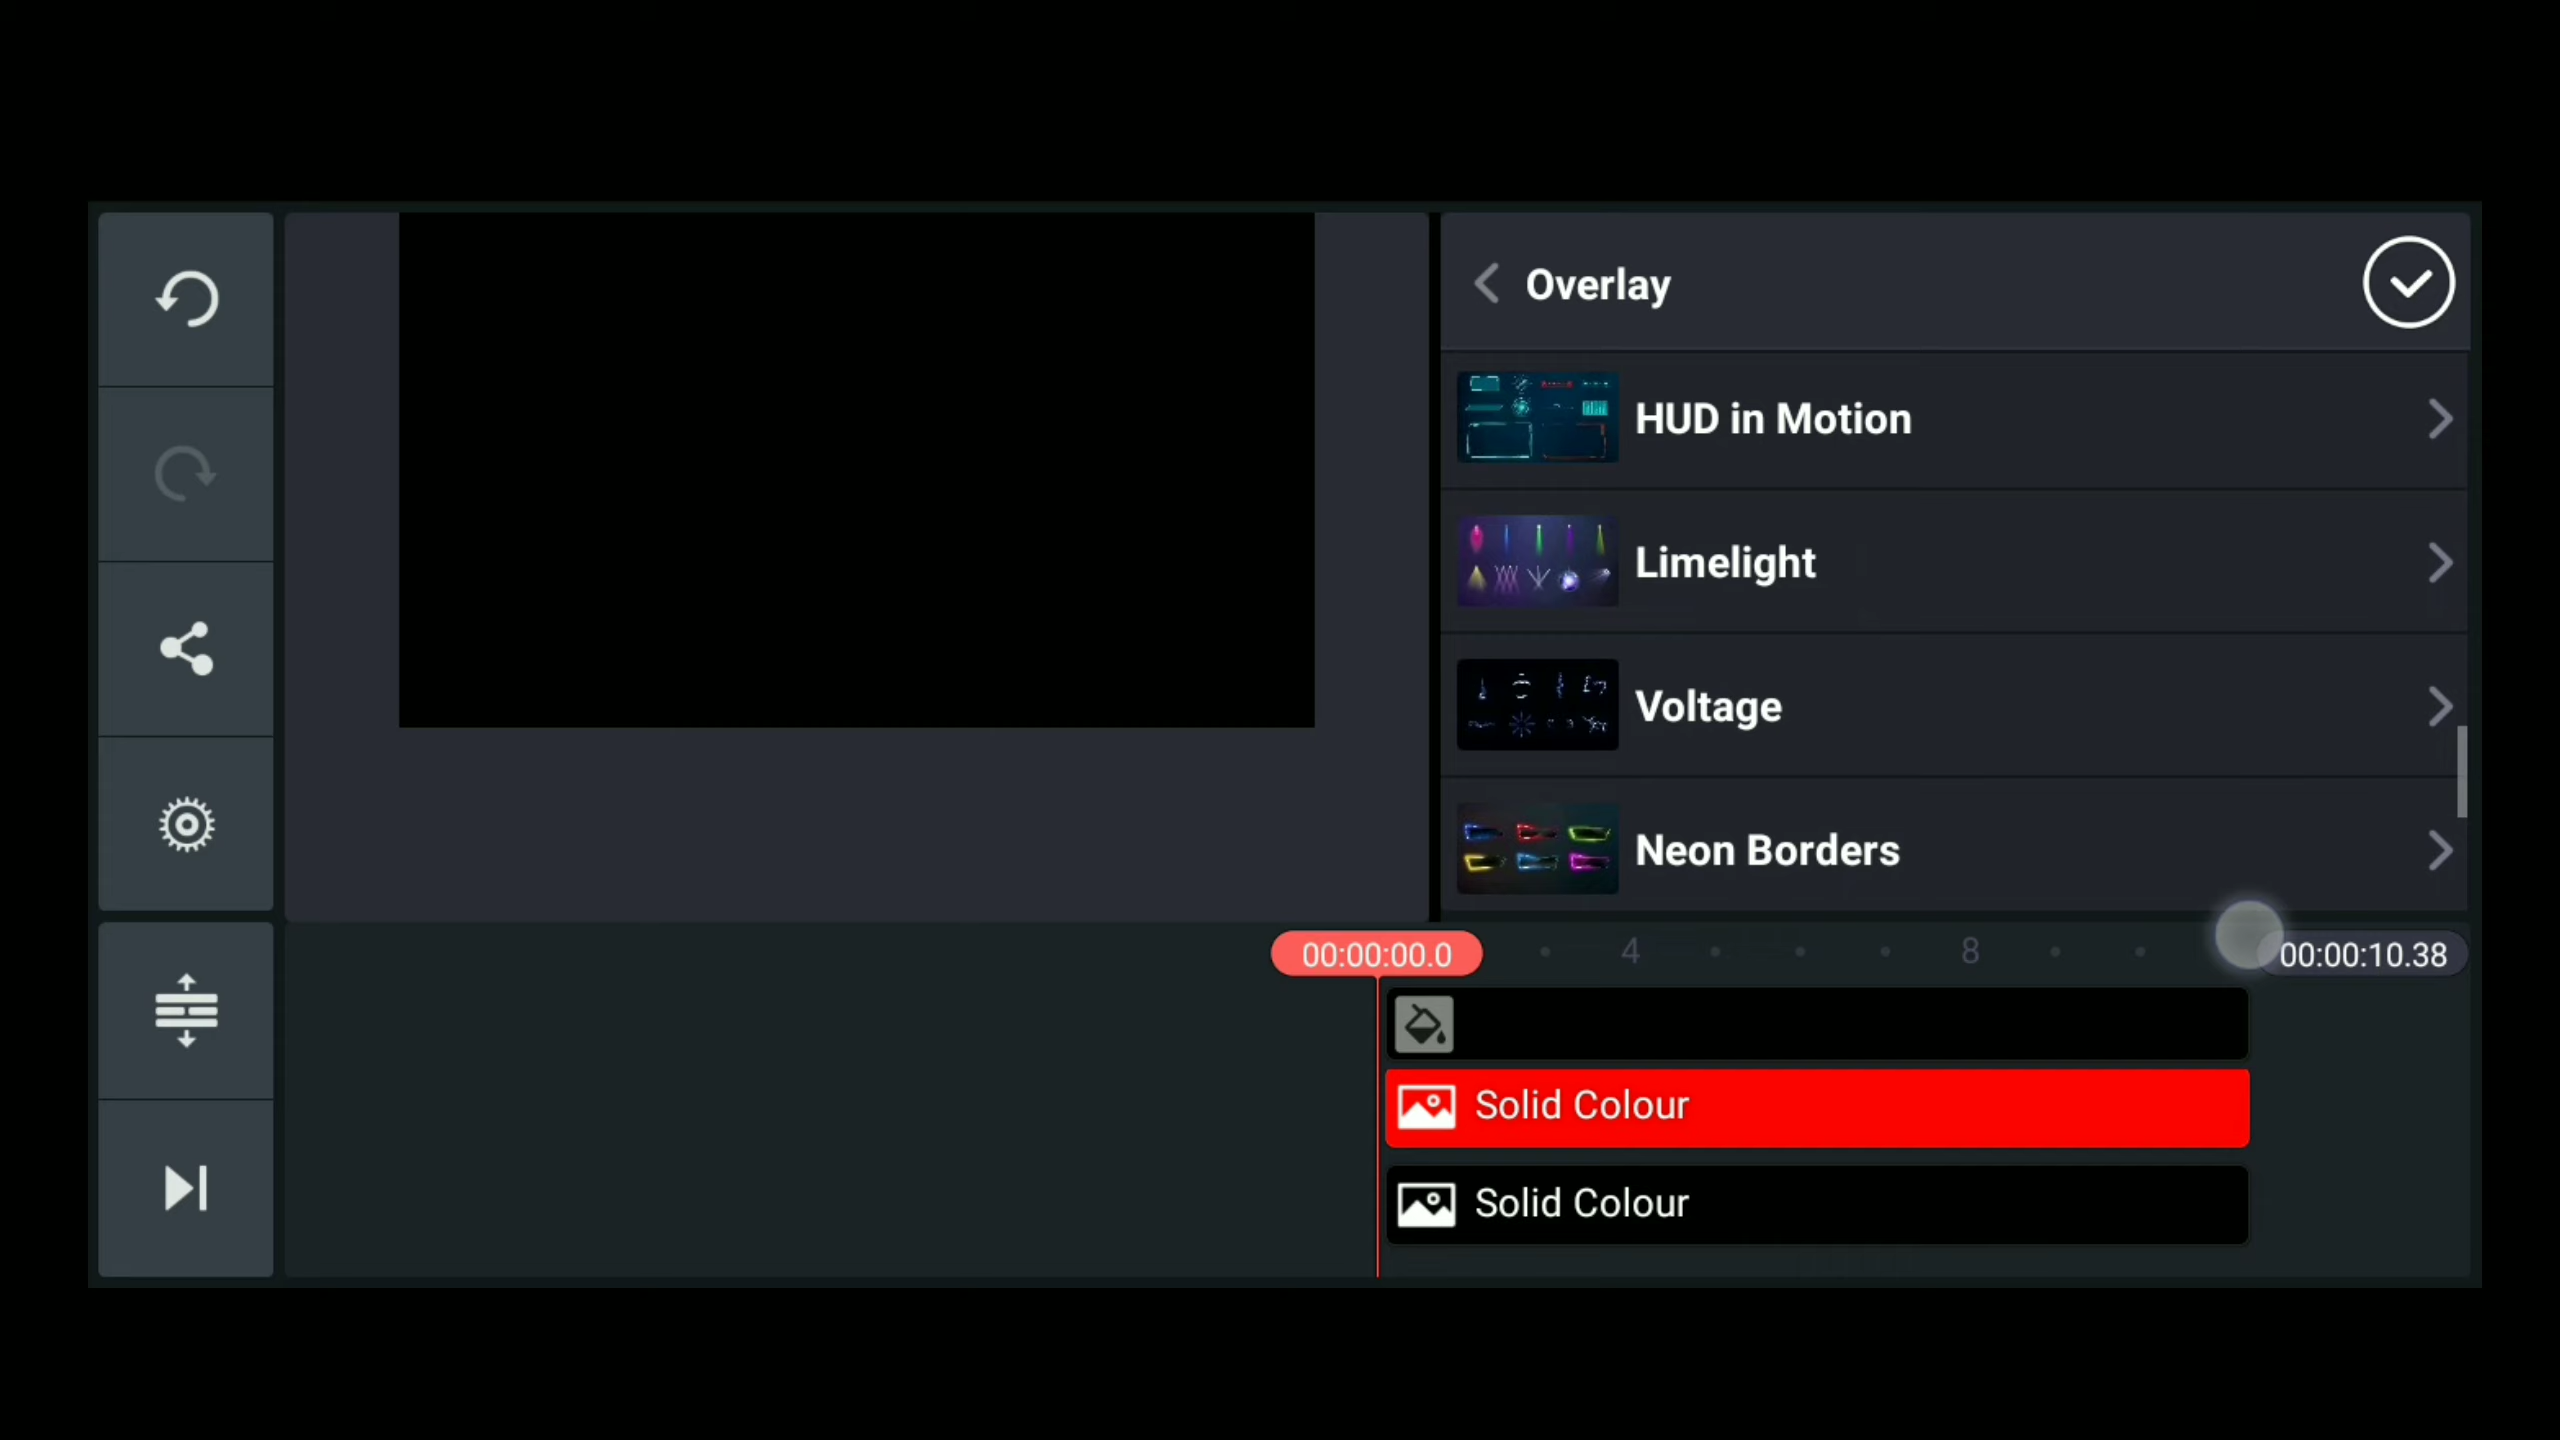 Overlay
HUD in Motion
Limelight
Voltage
Neon Borders
00:00:00.0
4
8
00:00:10.38
Solid Colour
Solid Colour